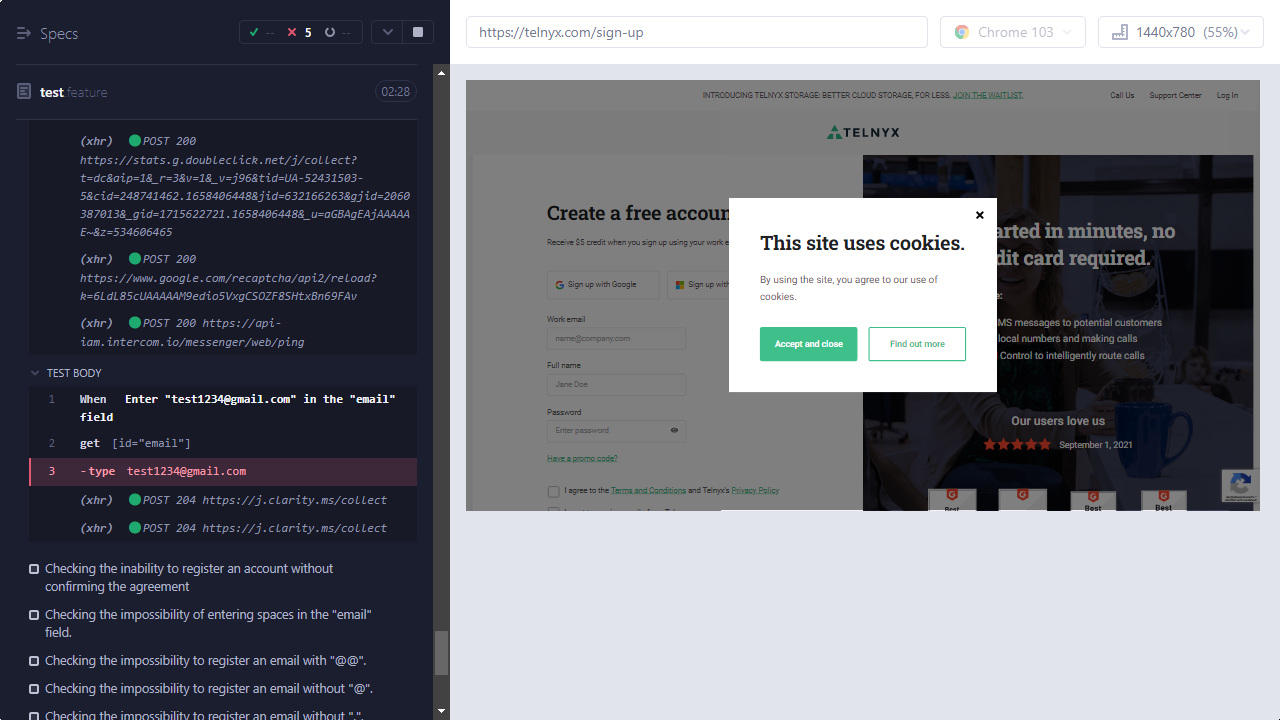 Specs
-- 5 --
test.feature
02:28
(xhr) POST 200
https://stats.g.doubleclick.net/j/collect?
t=dc&aip=1&_r=3&v=1&_v=j96&tid=UA-52431503-
5&cid=248741462.1658406448&jid=632166263&gjid=2060
387013&_gid=1715622721.1658406448&_u=aGBAgEAjAAAAA
E~&z=534606465
(xhr) POST 200
https://www.google.com/recaptcha/api2/reload?
k=6LdL85cUAAAAAM9edio5VxgCSOZF8SHtxBn69FAv
(xhr) POST 200 https://api-
iam.intercom.io/messenger/web/ping
TEST BODY
1 When Enter "test1234@gmail.com" in the "email"
field
2 get [id="email"]
3 -type test1234@gmail.com
(xhr) POST 204 https://j.clarity.ms/collect
(xhr) POST 204 https://j.clarity.ms/collect
Checking the inability to register an account without
confirming the agreement
Checking the impossibility of entering spaces in the "email"
field.
Checking the impossibility to register an email with "@@".
Checking the impossibility to register an email without "@".
Checking the impossibility to register an email without ".".
https://telnyx.com/sign-up
Chrome 103
1440x780 (55%)
INTRODUCING TELNYX STORAGE: BETTER CLOUD STORAGE, FOR LESS. JOIN THE WAITLIST.
Call Us Support Center Log In
TELNYX
Create a free accoun
Receive $5 credit when you sign up using your work e
Sign up with Google
Sign up with
Work email
name@company.com
Full name
Jane Doe
Password
Enter password
Have a promo code?
I agree to the Terms and Conditions and Telnyx's Privacy Policy
This site uses cookies.
By using the site, you agree to our use of
cookies.
Accept and close
Find out more
arted in minutes, no
dit card required.
e:
MS messages to potential customers
local numbers and making calls
Control to intelligently route calls
Our users love us
September 1, 2021
Best
Best
Best